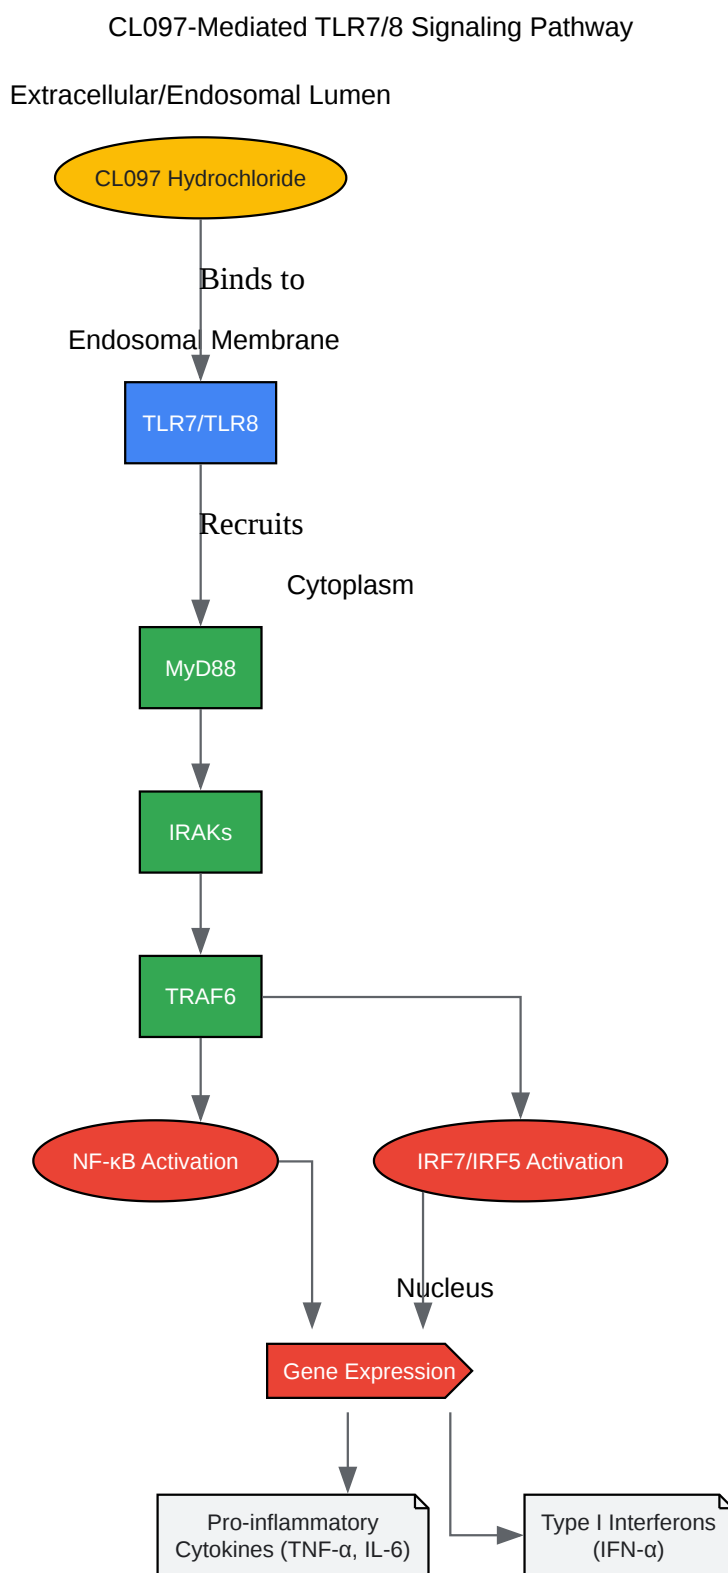 CL097-Mediated TLR7/8 Signaling Pathway
Extracellular/Endosomal Lumen
CL097 Hydrochloride
Binds to
Endosomal Membrane
TLR7/TLR8
Recruits
Cytoplasm
MyD88
IRAKs
TRAF6
NF-κB Activation
IRF7/IRF5 Activation
Nucleus
Gene Expression
Pro-inflammatory
Cytokines (TNF-α, IL-6)
Type I Interferons
(IFN-α)